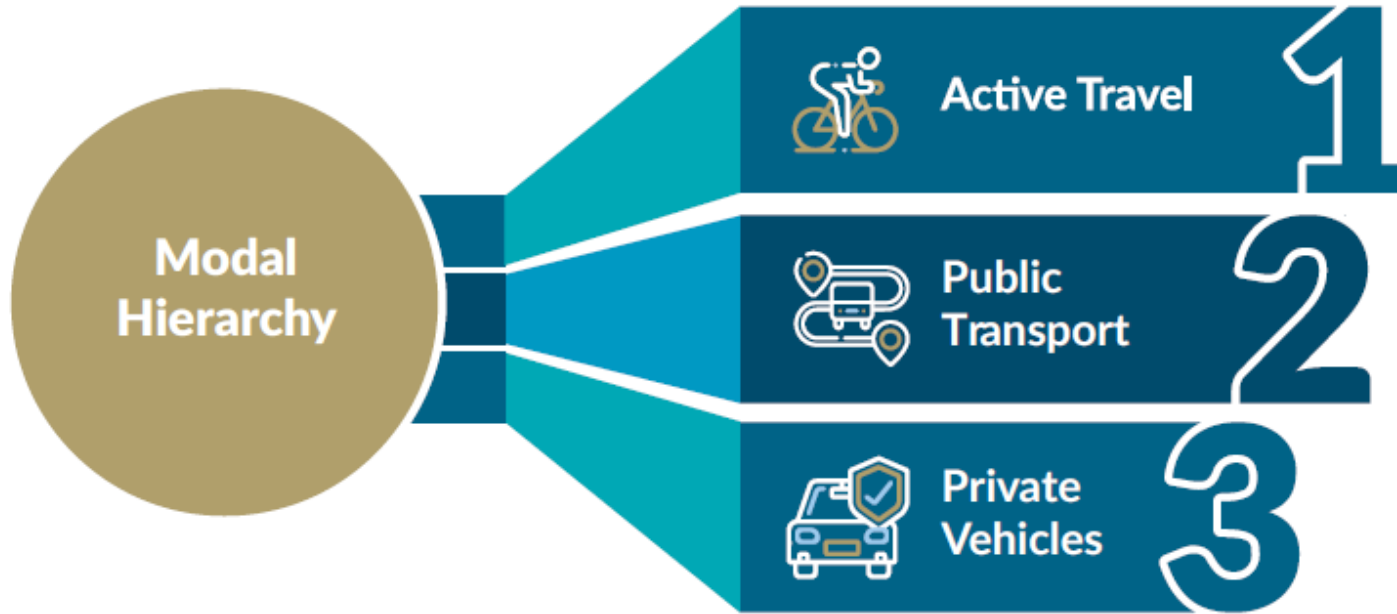 Modal
Hierarchy
Active Travel
1
Public
Transport
2
Private
Vehicles
3